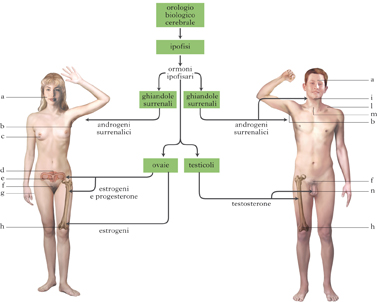 orologio
biologico
cerebrale
ipofisi
ormoni
ipofisari
ghiandole
surrenali
ghiandole
surrenali
androgeni
surrenalici
androgeni
surrenalici
ovaie
testicoli
estrogeni
e progesterone
testosterone
estrogeni
a
b
c
d
e
f
g
h
a
i
l
m
b
f
n
h